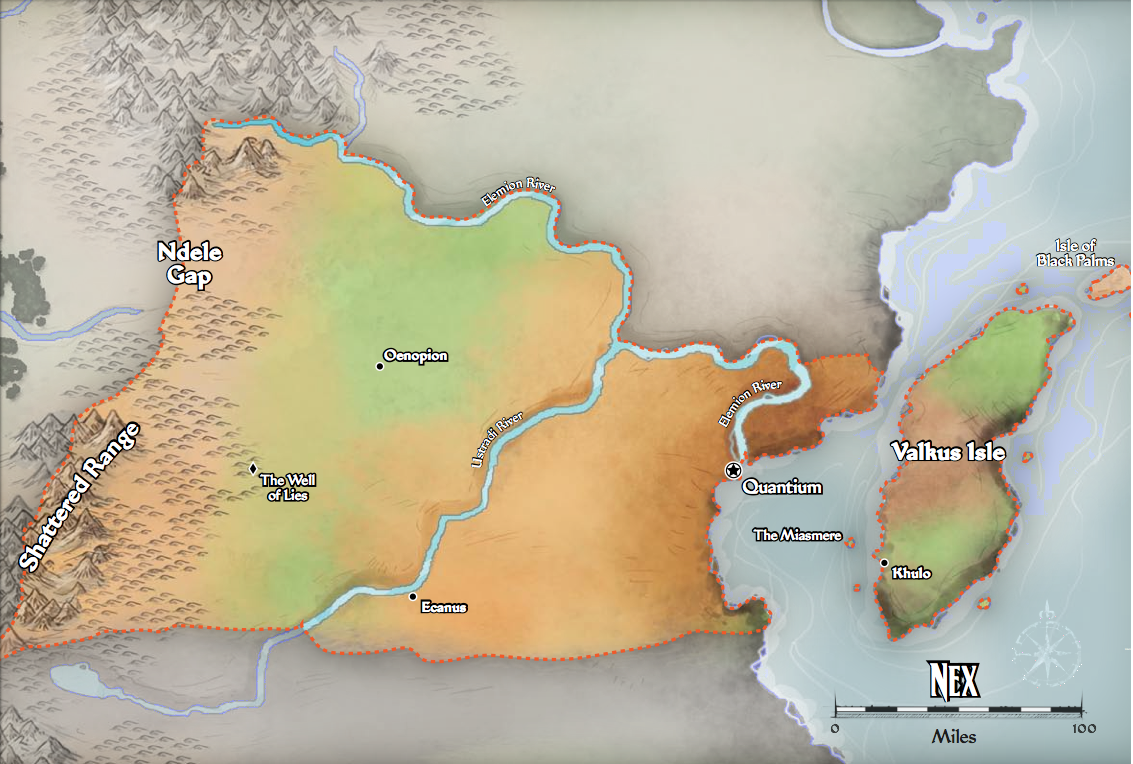 Elemion River
Ndele
Gap
Isle of
Black Palms
Oenopion
Elemion River
Ustradi River
Shattered Range
Valkus Isle
The Well
of Lies
Quantium
The Miasmere
Khulo
Ecanus
NEX
0
100
Miles